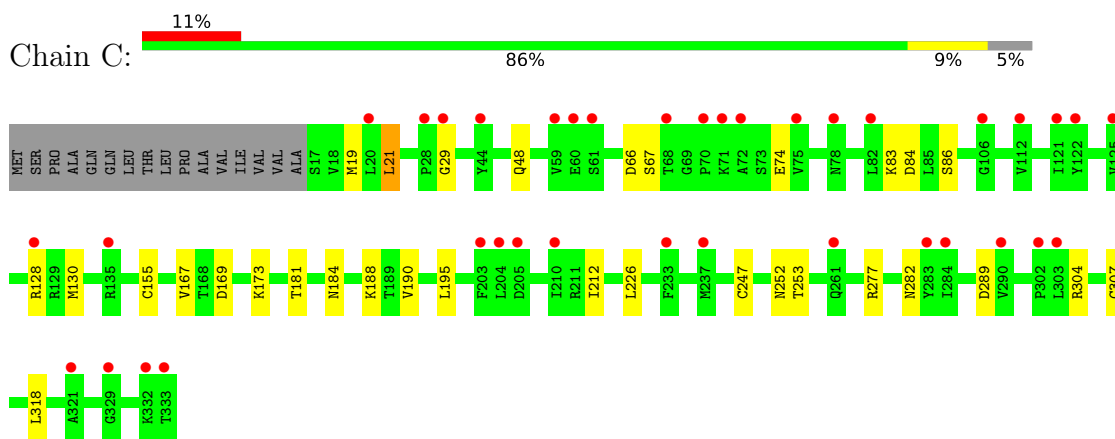 11%
Chain C:
86% 9% 5%
MET SER PRO ALA GLN GLN LEU THR LEU PRO ALA VAL ILE VAL VAL ALA S17 V18 M19 L20 L21 P28 G29 Y44 Q48 V59 E60 S61 D66 S67 T68 G69 P70 K71 A72 S73 E74 V75 N78 L82 K83 D84 L85 S86 G106 V112 I121 Y122 V125
R128 R129 M130 R135 C155 V167 T168 D169 K173 T181 N184 K188 T189 V190 L195 F203 L204 D205 I210 R211 I212 L226 F233 M237 C247 N252 T253 Q261 R277 N282 Y283 I284 D289 V290 P302 L303 R304
L318 A321 G329 K332 T333